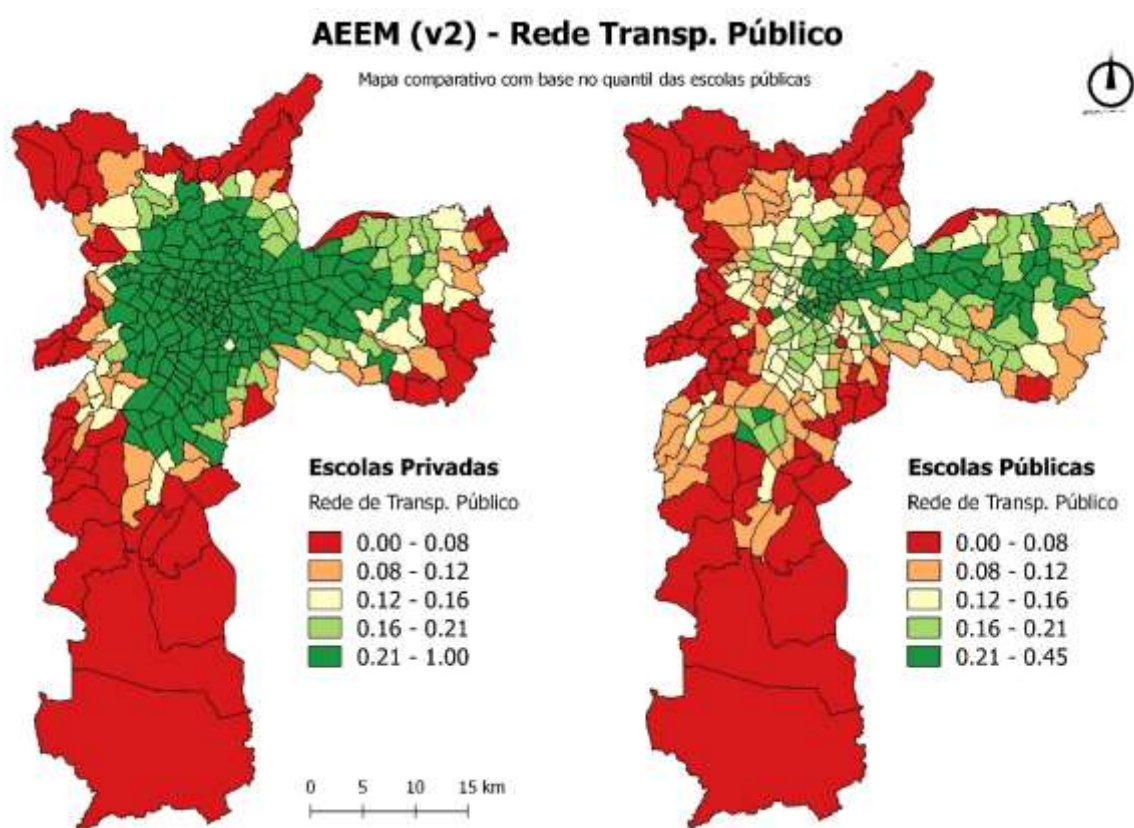 AEEM (v2) - Rede Transp. Público
Mapa comparativo com base no quantil das escolas públicas
Escolas Privadas
Rede de Transp. Público
0.00 - 0.08
0.08 - 0.12
0.12 - 0.16
0.16 - 0.21
0.21 - 1.00
Escolas Públicas
Rede de Transp. Público
0.00 - 0.08
0.08 - 0.12
0.12 - 0.16
0.16 - 0.21
0.21 - 0.45
0 5 10 15 km